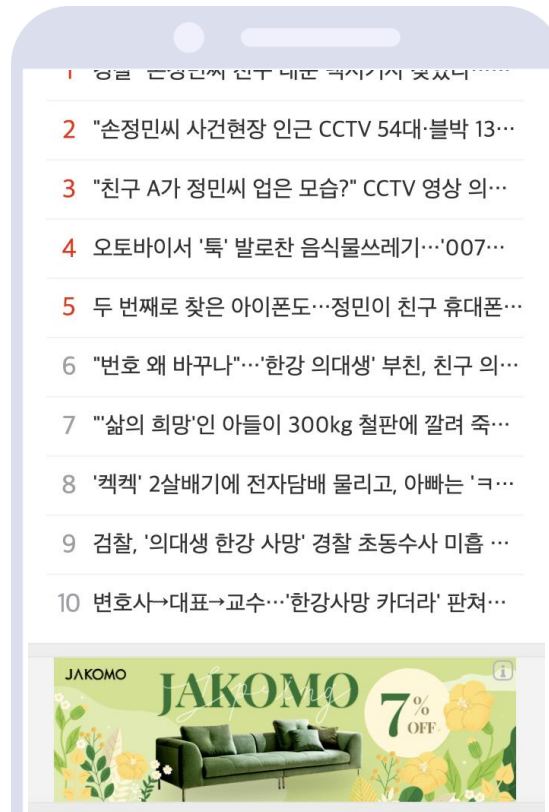 1
2 "손정민씨 사건현장 인근 CCTV 54대·블박 13…
3 "친구 A가 정민씨 업은 모습?" CCTV 영상 의…
4 오토바이서 '툭' 발로찬 음식물쓰레기…'007…
5 두 번째로 찾은 아이폰도…정민이 친구 휴대폰…
6 "번호 왜 바꾸나"…'한강 의대생' 부친, 친구 의…
7 "'삶의 희망'인 아들이 300kg 철판에 깔려 죽…
8 '켁켁' 2살배기에 전자담배 물리고, 아빠는 'ㅋ…
9 검찰, '의대생 한강 사망' 경찰 초동수사 미흡 …
10 변호사→대표→교수…'한강사망 카더라' 판쳐…
JAKOMO
JAKOMO
Spring
7% OFF